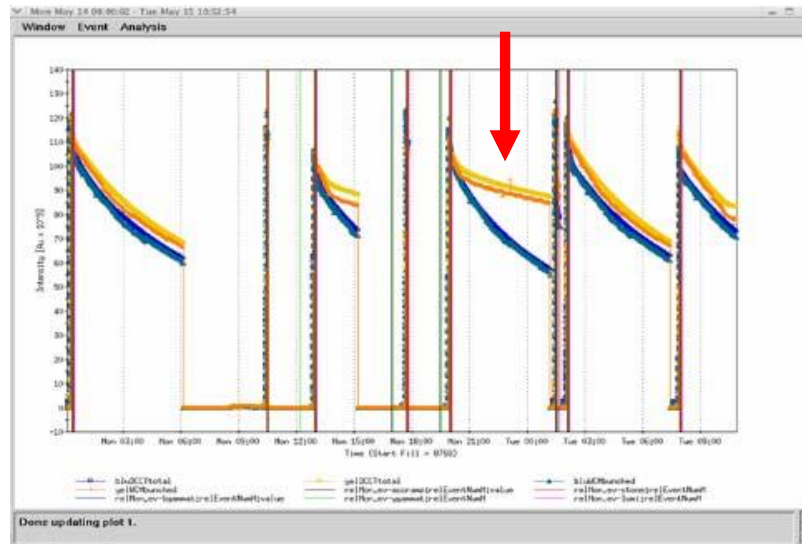 Mon May 14 00:00:02 - Tue May 15 10:52:54
Window Event Analysis
Intensity [Au x 10^9]
140
130
120
110
100
90
80
70
60
50
40
30
20
10
0
-10
Mon 03:00 Mon 06:00 Mon 09:00 Mon 12:00 Mon 15:00 Mon 18:00 Mon 21:00 Tue 00:00 Tue 03:00 Tue 06:00 Tue 09:00
Time (Start Fill = 8750)
bluDCCTtotal yelDCCTtotal bluWCMbunched
yelWCMbunched
Done updating plot 1.